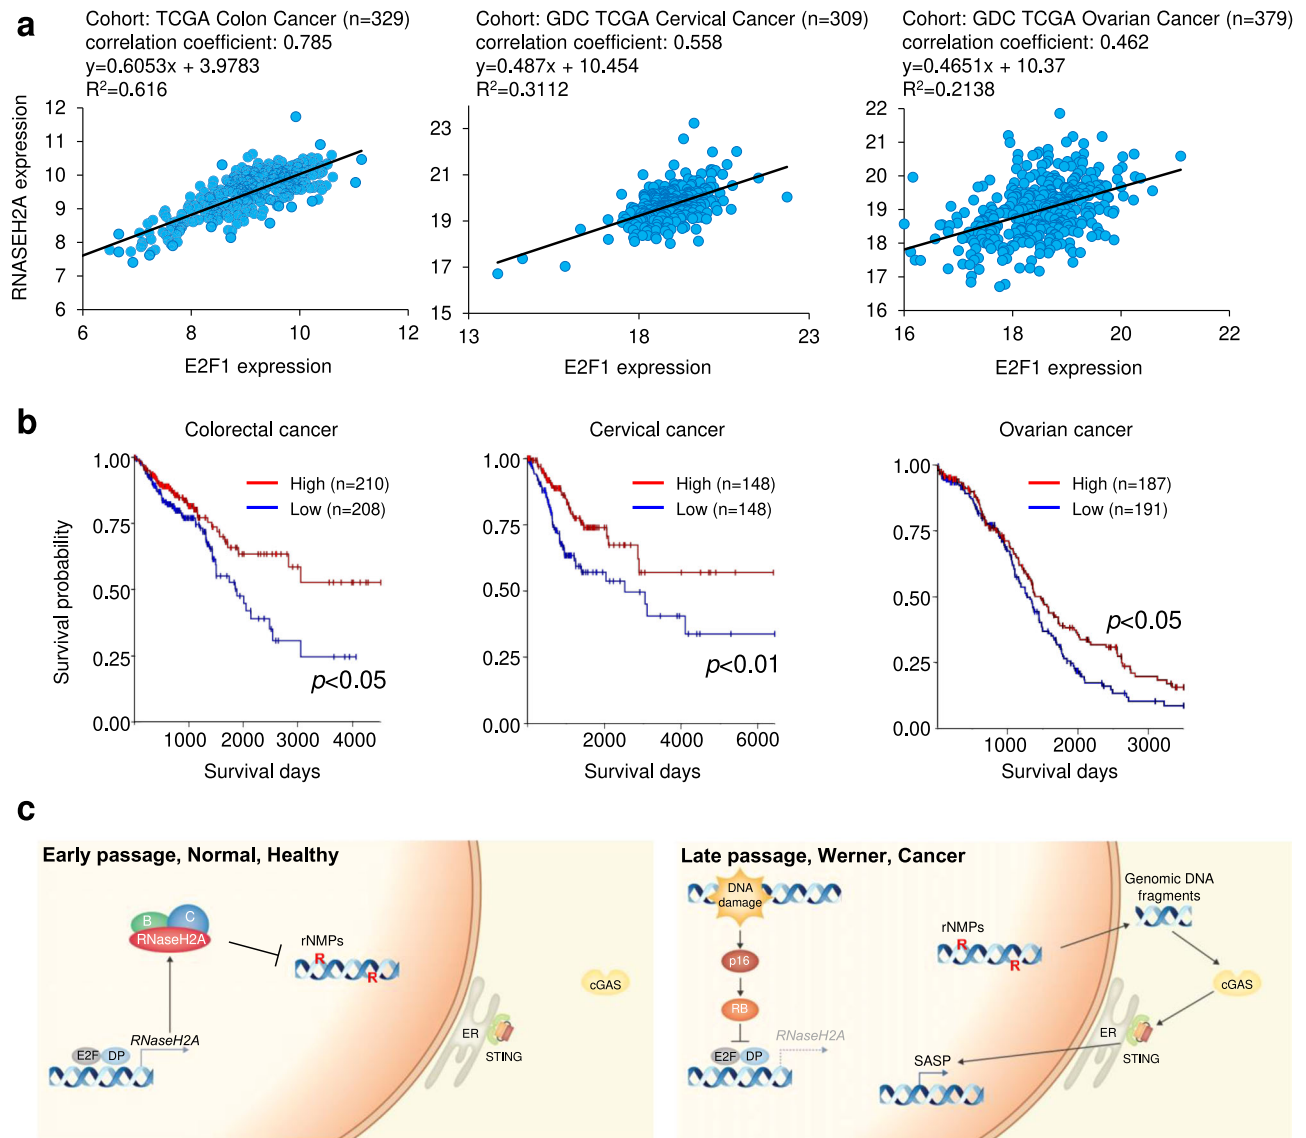 a
Cohort: TCGA Colon Cancer (n=329)
correlation coefficient: 0.785
y=0.6053x + 3.9783
R²=0.616
Cohort: GDC TCGA Cervical Cancer (n=309)
correlation coefficient: 0.558
y=0.487x + 10.454
R²=0.3112
Cohort: GDC TCGA Ovarian Cancer (n=379)
correlation coefficient: 0.462
y=0.4651x + 10.37
R²=0.2138
RNASEH2A expression
12
11
10
9
8
7
6
6
8
10
12
E2F1 expression
23
21
19
17
15
13
18
23
E2F1 expression
22
21
20
19
18
17
16
16
18
20
22
E2F1 expression
b
Colorectal cancer
Survival probability
1.00
0.75
0.50
0.25
0.00
High (n=210)
Low (n=208)
p<0.05
1000
2000
3000
4000
Survival days
Cervical cancer
1.00
0.75
0.50
0.25
0.00
High (n=148)
Low (n=148)
p<0.01
2000
4000
6000
Survival days
Ovarian cancer
1.00
0.75
0.50
0.25
0.00
High (n=187)
Low (n=191)
p<0.05
1000
2000
3000
Survival days
c
Early passage, Normal, Healthy
B
C
RNaseH2A
rNMPs
R
R
cGAS
RNaseH2A
E2F
DP
ER
STING
Late passage, Werner, Cancer
DNA
damage
p16
RB
RNaseH2A
E2F
DP
rNMPs
R
R
Genomic DNA
fragments
cGAS
ER
STING
SASP